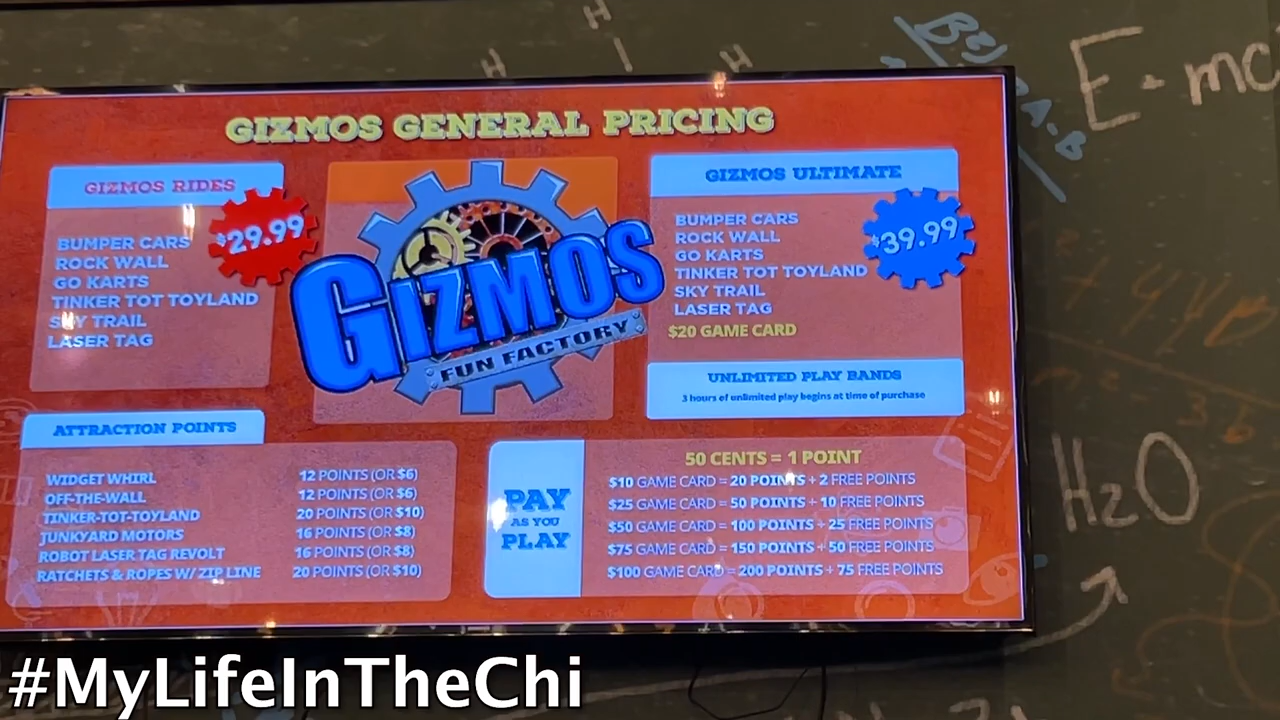 H
H
H
E = mc
GIZMOS GENERAL PRICING
GIZMOS RIDES
$29.99
BUMPER CARS
ROCK WALL
GO KARTS
TINKER TOT TOYLAND
SKY TRAIL
LASER TAG
GIZMOS
FUN FACTORY
GIZMOS ULTIMATE
$39.99
BUMPER CARS
ROCK WALL
GO KARTS
TINKER TOT TOYLAND
SKY TRAIL
LASER TAG
$20 GAME CARD
UNLIMITED PLAY BANDS
3 hours of unlimited play begins at time of purchase
ATTRACTION POINTS
WIDGET WHIRL 12 POINTS (OR $6)
OFF-THE-WALL 12 POINTS (OR $6)
TINKER-TOT-TOYLAND 20 POINTS (OR $10)
JUNKYARD MOTORS 16 POINTS (OR $8)
ROBOT LASER TAG REVOLT 16 POINTS (OR $8)
RATCHETS & ROPES W/ ZIP LINE 20 POINTS (OR $10)
PAY
AS YOU
PLAY
50 CENTS = 1 POINT
$10 GAME CARD = 20 POINTS + 2 FREE POINTS
$25 GAME CARD = 50 POINTS + 10 FREE POINTS
$50 GAME CARD = 100 POINTS + 25 FREE POINTS
$75 GAME CARD = 150 POINTS + 50 FREE POINTS
$100 GAME CARD = 200 POINTS + 75 FREE POINTS
H2O
#MyLifeInTheChi